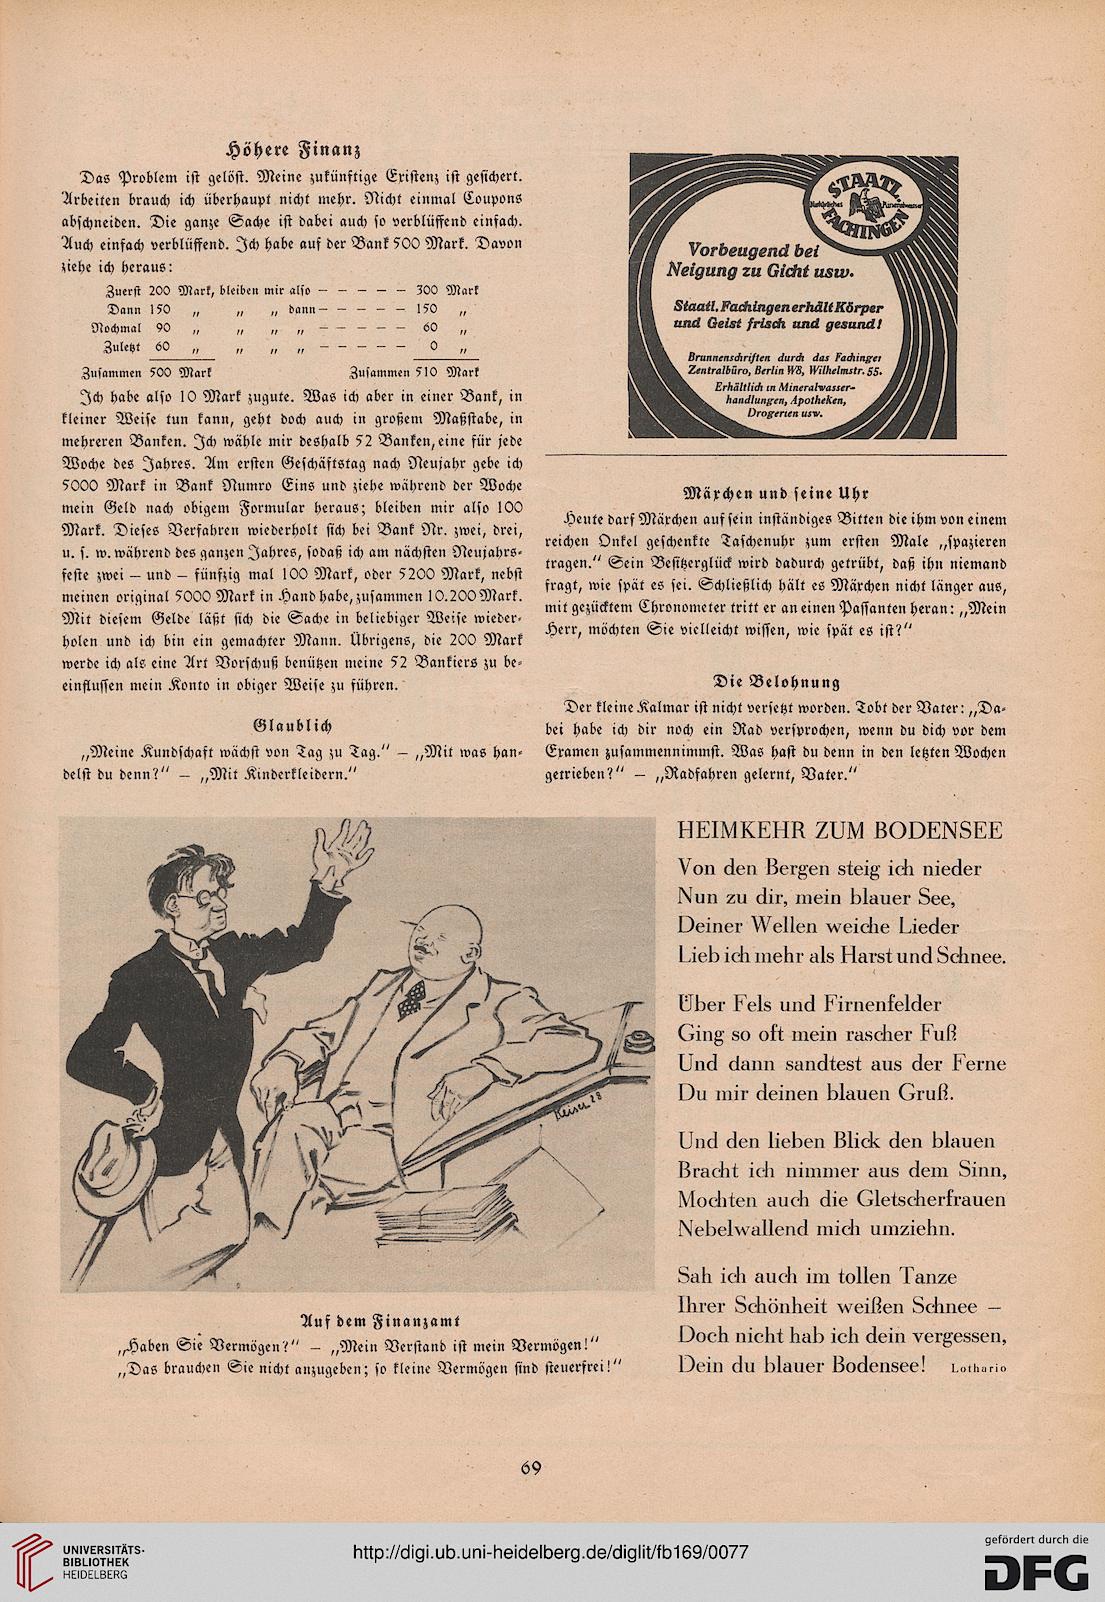 Höhere Finanz
Das Problem ist gelöst. Meine zukünftige Existenz ist gesichert.
Arbeiten brauch ich überhaupt nicht mehr. Nicht einmal Coupons
abschneiden. Die ganze Sache ist dabei auch so verblüffend einfach.
Auch einfach verblüffend. Ich habe auf der Bank 500 Mark. Davon
ziehe ich heraus:
Zuerst 200 Mark, bleiben mir also — — — — — 300 Mark
Dann 150 „ „ „ dann — — — — — 150 „
Nochmal 90 „ „ „ „ — — — — — 60 „
Zuletzt 60 „ „ „ „ — — — — — 0 „
Zusammen 500 Mark Zusammen 510 Mark
Ich habe also 10 Mark zugute. Was ich aber in einer Bank, in
kleiner Weise tun kann, geht doch auch in großem Maßstabe, in
mehreren Banken. Ich wähle mir deshalb 52 Banken, eine für jede
Woche des Jahres. Am ersten Geschäftstag nach Neujahr gebe ich
5000 Mark in Bank Numro Eins und ziehe während der Woche
mein Geld nach obigem Formular heraus; bleiben mir also 100
Mark. Dieses Verfahren wiederholt sich bei Bank Nr. zwei, drei,
u. s. w. während des ganzen Jahres, sodaß ich am nächsten Neujahrs-
feste zwei — und — fünfzig mal 100 Mark, oder 5200 Mark, nebst
meinen original 5000 Mark in Hand habe, zusammen 10.200 Mark.
Mit diesem Gelde läßt sich die Sache in beliebiger Weise wieder-
holen und ich bin ein gemachter Mann. Übrigens, die 200 Mark
werde ich als eine Art Vorschuß benützen meine 52 Bankiers zu be-
einflussen mein Konto in obiger Weise zu führen.
Glaublich
„Meine Kundschaft wächst von Tag zu Tag." — „Mit was han-
delst du denn?" — „Mit Kinderkleidern."
STAATL.
Natürliches Mineralwasser
FACHINGEN
Vorbeugend bei
Neigung zu Gicht usw.
Staatl. Fachingen erhält Körper
und Geist frisch und gesund!
Brunnenschriften durch das Fachinger
Zentralbüro, Berlin W8, Wilhelmstr. 55.
Erhältlich in Mineralwasser-
handlungen, Apotheken,
Drogerien usw.
Märchen und seine Uhr
Heute darf Märchen auf sein inständiges Bitten die ihm von einem
reichen Onkel geschenkte Taschenuhr zum ersten Male „spazieren
tragen." Sein Besitzerglück wird dadurch getrübt, daß ihn niemand
fragt, wie spät es sei. Schließlich hält es Märchen nicht länger aus,
mit gezücktem Chronometer tritt er an einen Passanten heran: „Mein
Herr, möchten Sie vielleicht wissen, wie spät es ist?"
Die Belohnung
Der kleine Kalmar ist nicht versetzt worden. Tobt der Vater: „Da-
bei habe ich dir noch ein Rad versprochen, wenn du dich vor dem
Examen zusammennimmst. Was hast du denn in den letzten Wochen
getrieben?" — „Radfahren gelernt, Vater."
Keiser 28
Auf dem Finanzamt
„Haben Sie Vermögen?" — „Mein Verstand ist mein Vermögen!"
„Das brauchen Sie nicht anzugeben; so kleine Vermögen sind steuerfrei!"
HEIMKEHR ZUM BODENSEE
Von den Bergen steig ich nieder
Nun zu dir, mein blauer See,
Deiner Wellen weiche Lieder
Lieb ich mehr als Harst und Schnee.
Über Fels und Firnenfelder
Ging so oft mein rascher Fuß
Und dann sandtest aus der Ferne
Du mir deinen blauen Gruß.
Und den lieben Blick den blauen
Bracht ich nimmer aus dem Sinn,
Mochten auch die Gletscherfrauen
Nebelwallend mich umziehn.
Sah ich auch im tollen Tanze
Ihrer Schönheit weißen Schnee —
Doch nicht hab ich dein vergessen,
Dein du blauer Bodensee! Lothario
69
UNIVERSITÄTS-
BIBLIOTHEK
HEIDELBERG
http://digi.ub.uni-heidelberg.de/diglit/fb169/0077
gefördert durch die
DFG